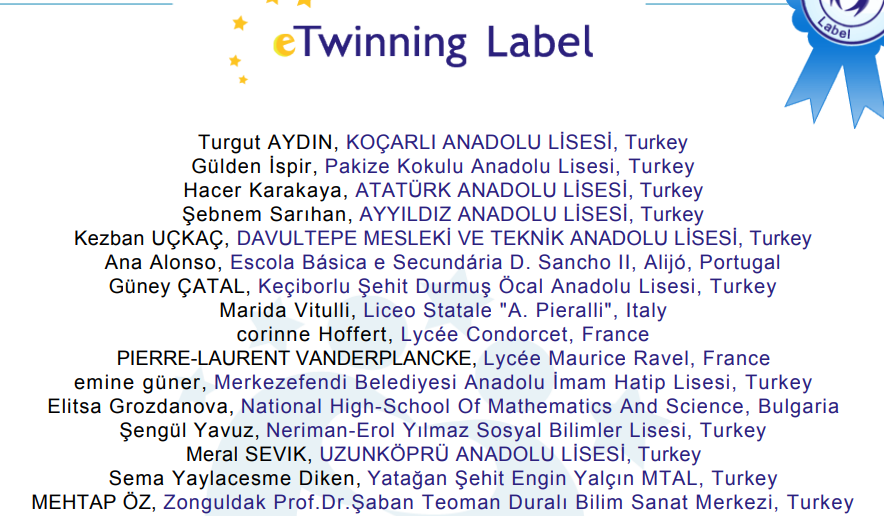 eTwinning Label
Label
Turgut AYDIN, KOÇARLI ANADOLU LİSESİ, Turkey
Gülden İspir, Pakize Kokulu Anadolu Lisesi, Turkey
Hacer Karakaya, ATATÜRK ANADOLU LİSESİ, Turkey
Şebnem Sarıhan, AYYILDIZ ANADOLU LİSESİ, Turkey
Kezban UÇKAÇ, DAVULTEPE MESLEKİ VE TEKNİK ANADOLU LİSESİ, Turkey
Ana Alonso, Escola Básica e Secundária D. Sancho II, Alijó, Portugal
Güney ÇATAL, Keçiborlu Şehit Durmuş Öcal Anadolu Lisesi, Turkey
Marida Vitulli, Liceo Statale "A. Pieralli", Italy
corinne Hoffert, Lycée Condorcet, France
PIERRE-LAURENT VANDERPLANCKE, Lycée Maurice Ravel, France
emine güner, Merkezefendi Belediyesi Anadolu İmam Hatip Lisesi, Turkey
Elitsa Grozdanova, National High-School Of Mathematics And Science, Bulgaria
Şengül Yavuz, Neriman-Erol Yılmaz Sosyal Bilimler Lisesi, Turkey
Meral SEVIK, UZUNKÖPRÜ ANADOLU LİSESİ, Turkey
Sema Yaylacesme Diken, Yatağan Şehit Engin Yalçın MTAL, Turkey
MEHTAP ÖZ, Zonguldak Prof.Dr.Şaban Teoman Duralı Bilim Sanat Merkezi, Turkey